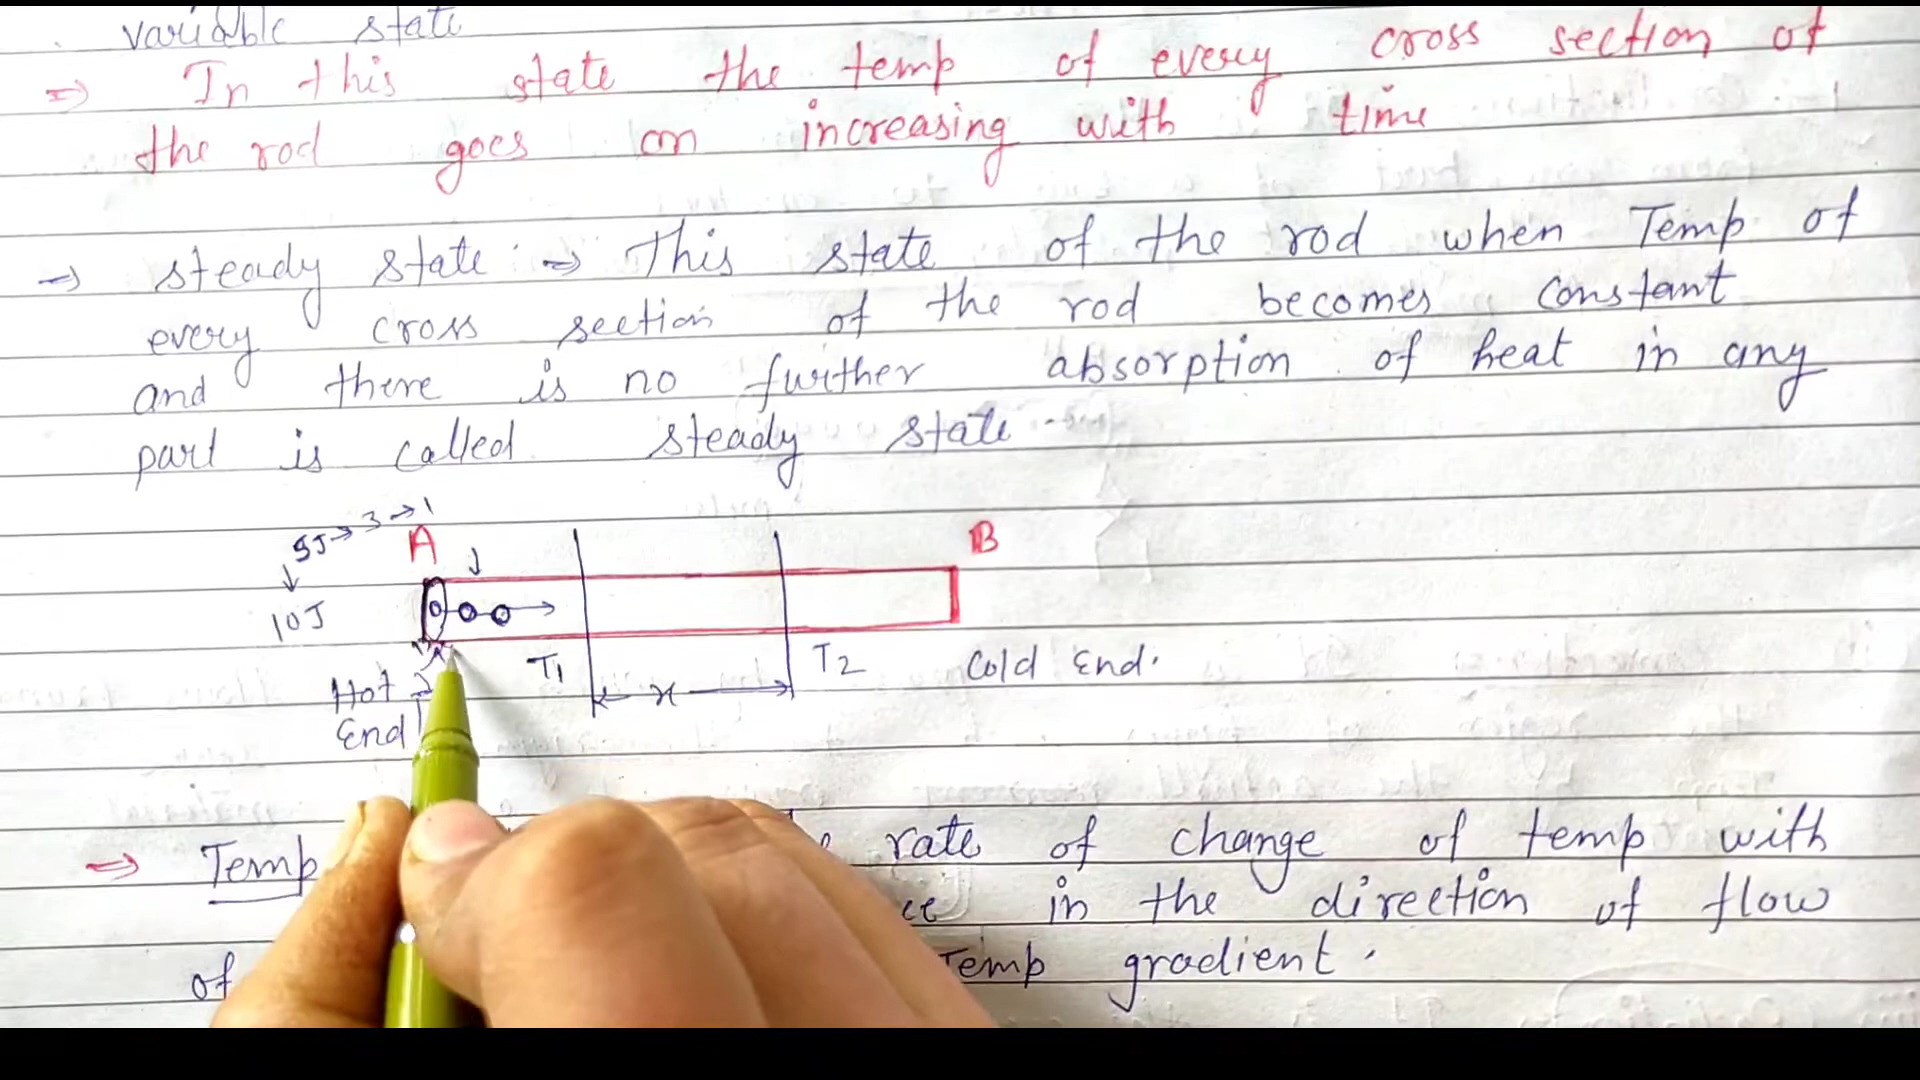 variable state
⇒ In this state the temp of every cross section of
the rod goes on increasing with time
→ steady state :→ This state of the rod when Temp. of
every cross section of the rod becomes constant
and there is no further absorption of heat in any
part is called steady state
5J → 3 → 1
A
B
10J
T1
x
T2
Cold End.
Hot
End
⇒ Temp rate of change of temp with
in the direction of flow
of Temp gradient.